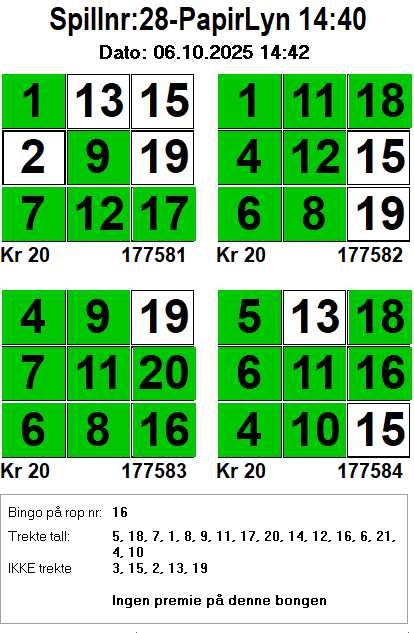 Spillnr:28-PapirLyn 14:40
Dato: 06.10.2025 14:42
1 13 15
2 9 19
7 12 17
Kr 20 177581
1 11 18
4 12 15
6 8 19
Kr 20 177582
4 9 19
7 11 20
6 8 16
Kr 20 177583
5 13 18
6 11 16
4 10 15
Kr 20 177584
Bingo på rop nr: 16
Trekte tall: 5, 18, 7, 1, 8, 9, 11, 17, 20, 14, 12, 16, 6, 21,
4, 10
IKKE trekte 3, 15, 2, 13, 19
Ingen premie på denne bongen